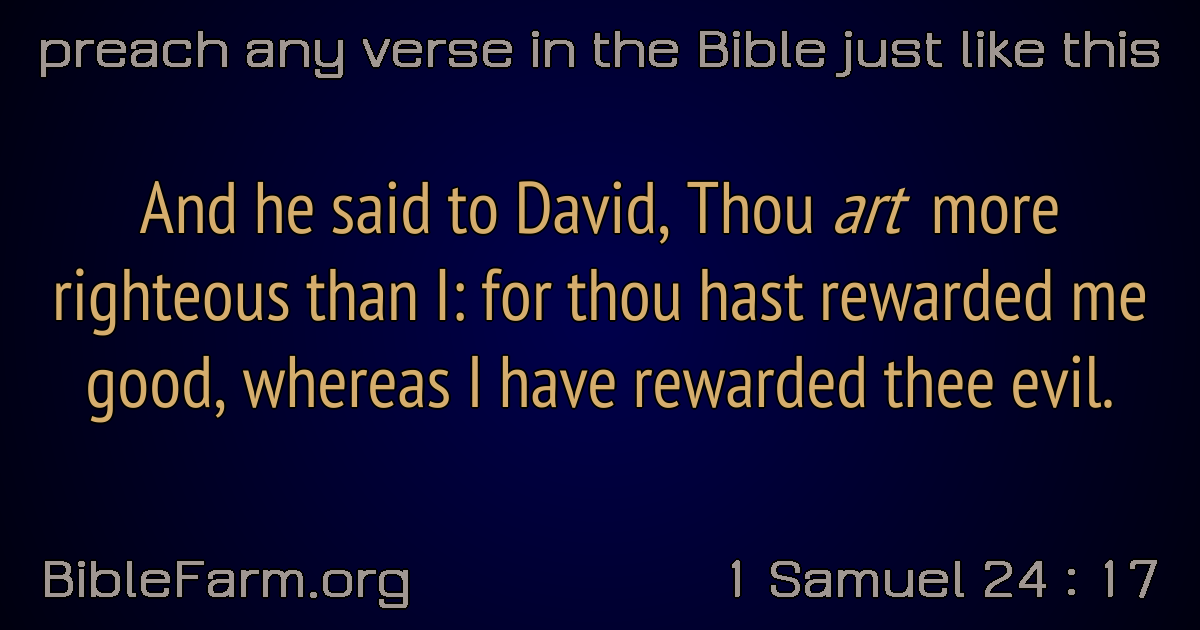 preach any verse in the Bible just like this
And he said to David, Thou art more
righteous than I: for thou hast rewarded me
good, whereas I have rewarded thee evil.
BibleFarm.org
1 Samuel 24 : 17